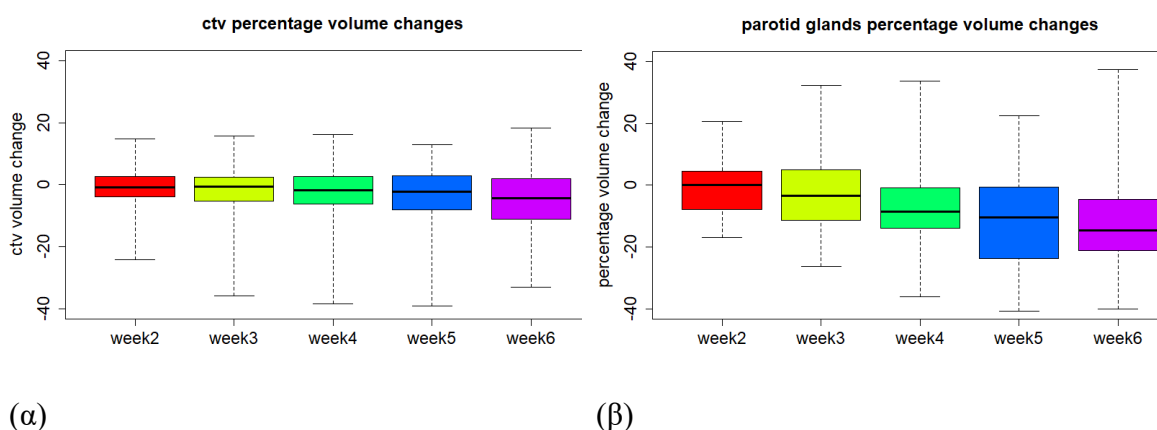 ctv percentage volume changes
ctv volume change
40
20
0
-20
-40
week2 week3 week4 week5 week6
(α)
parotid glands percentage volume changes
percentage volume change
40
20
0
-20
-40
week2 week3 week4 week5 week6
(β)